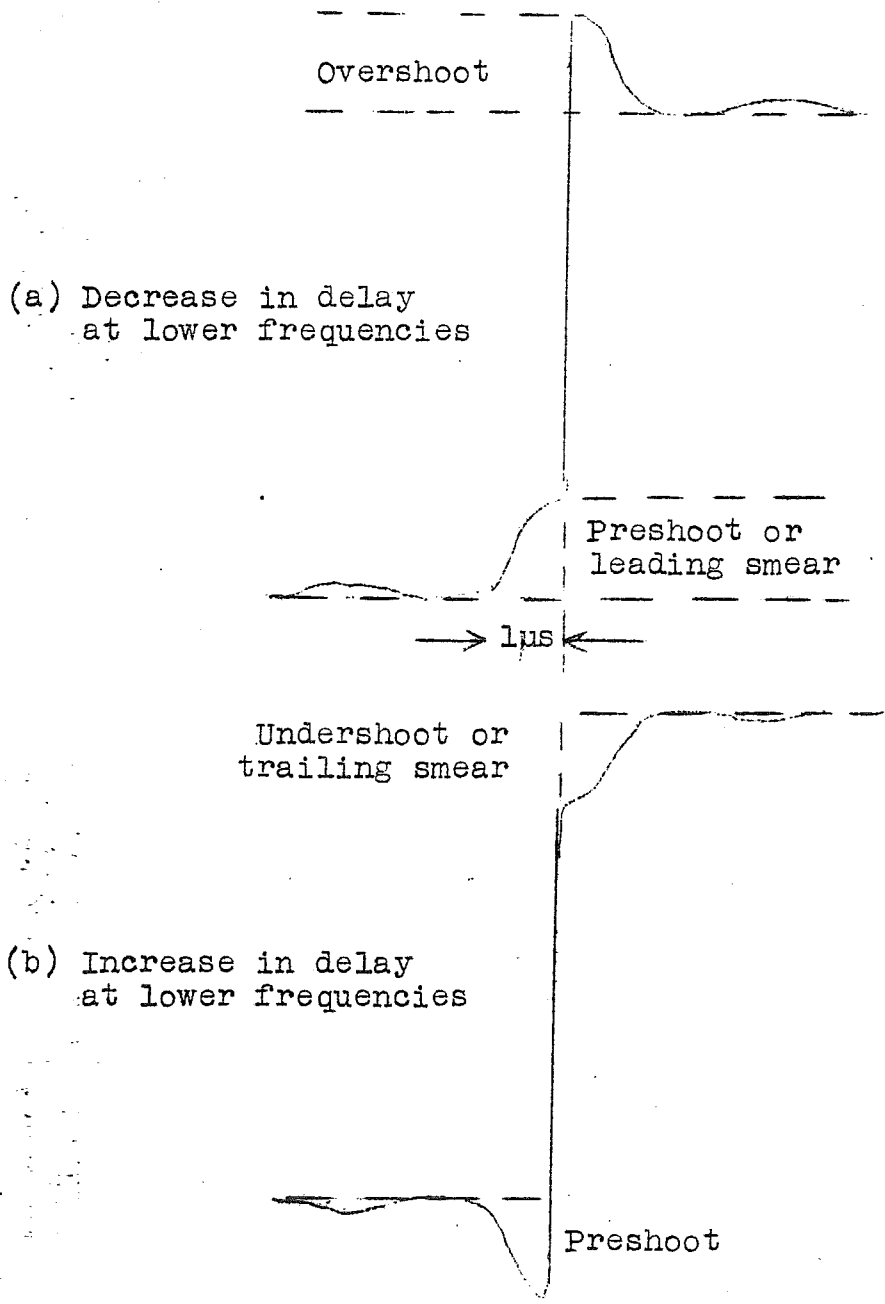 Overshoot
(a) Decrease in delay
at lower frequencies
Preshoot or
leading smear
1µs
Undershoot or
trailing smear
(b) Increase in delay
at lower frequencies
Preshoot